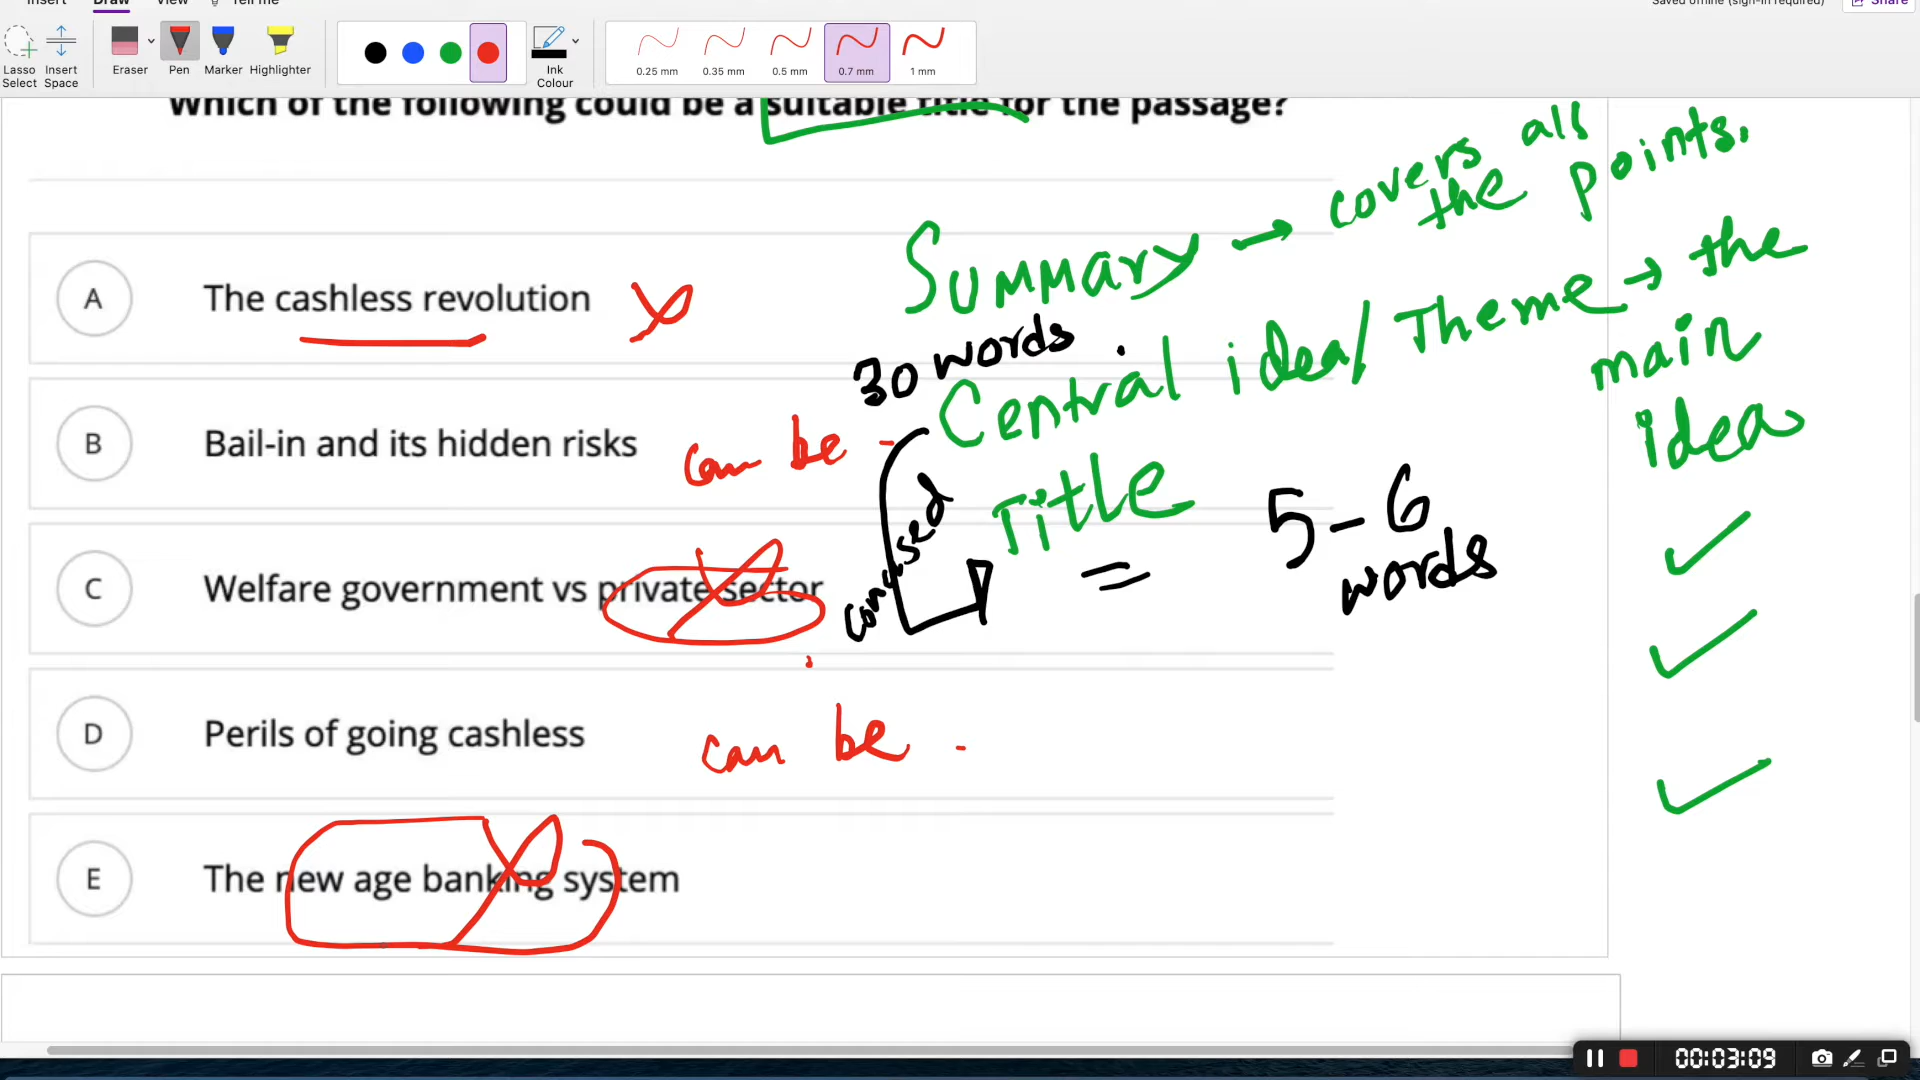 Insert Draw View Tell me
Saved offline (sign-in required) Share
Lasso Select
Insert Space
Eraser
Pen
Marker
Highlighter
Ink Colour
0.25 mm
0.35 mm
0.5 mm
0.7 mm
1 mm
Which of the following could be a suitable title for the passage?
Summary → covers all the points.
30 words
Central idea/Theme → the main idea
Title
=
5-6 words
A The cashless revolution
B Bail-in and its hidden risks
can be -
C Welfare government vs private sector
D Perils of going cashless
can be -
E The new age banking system
00:03:09